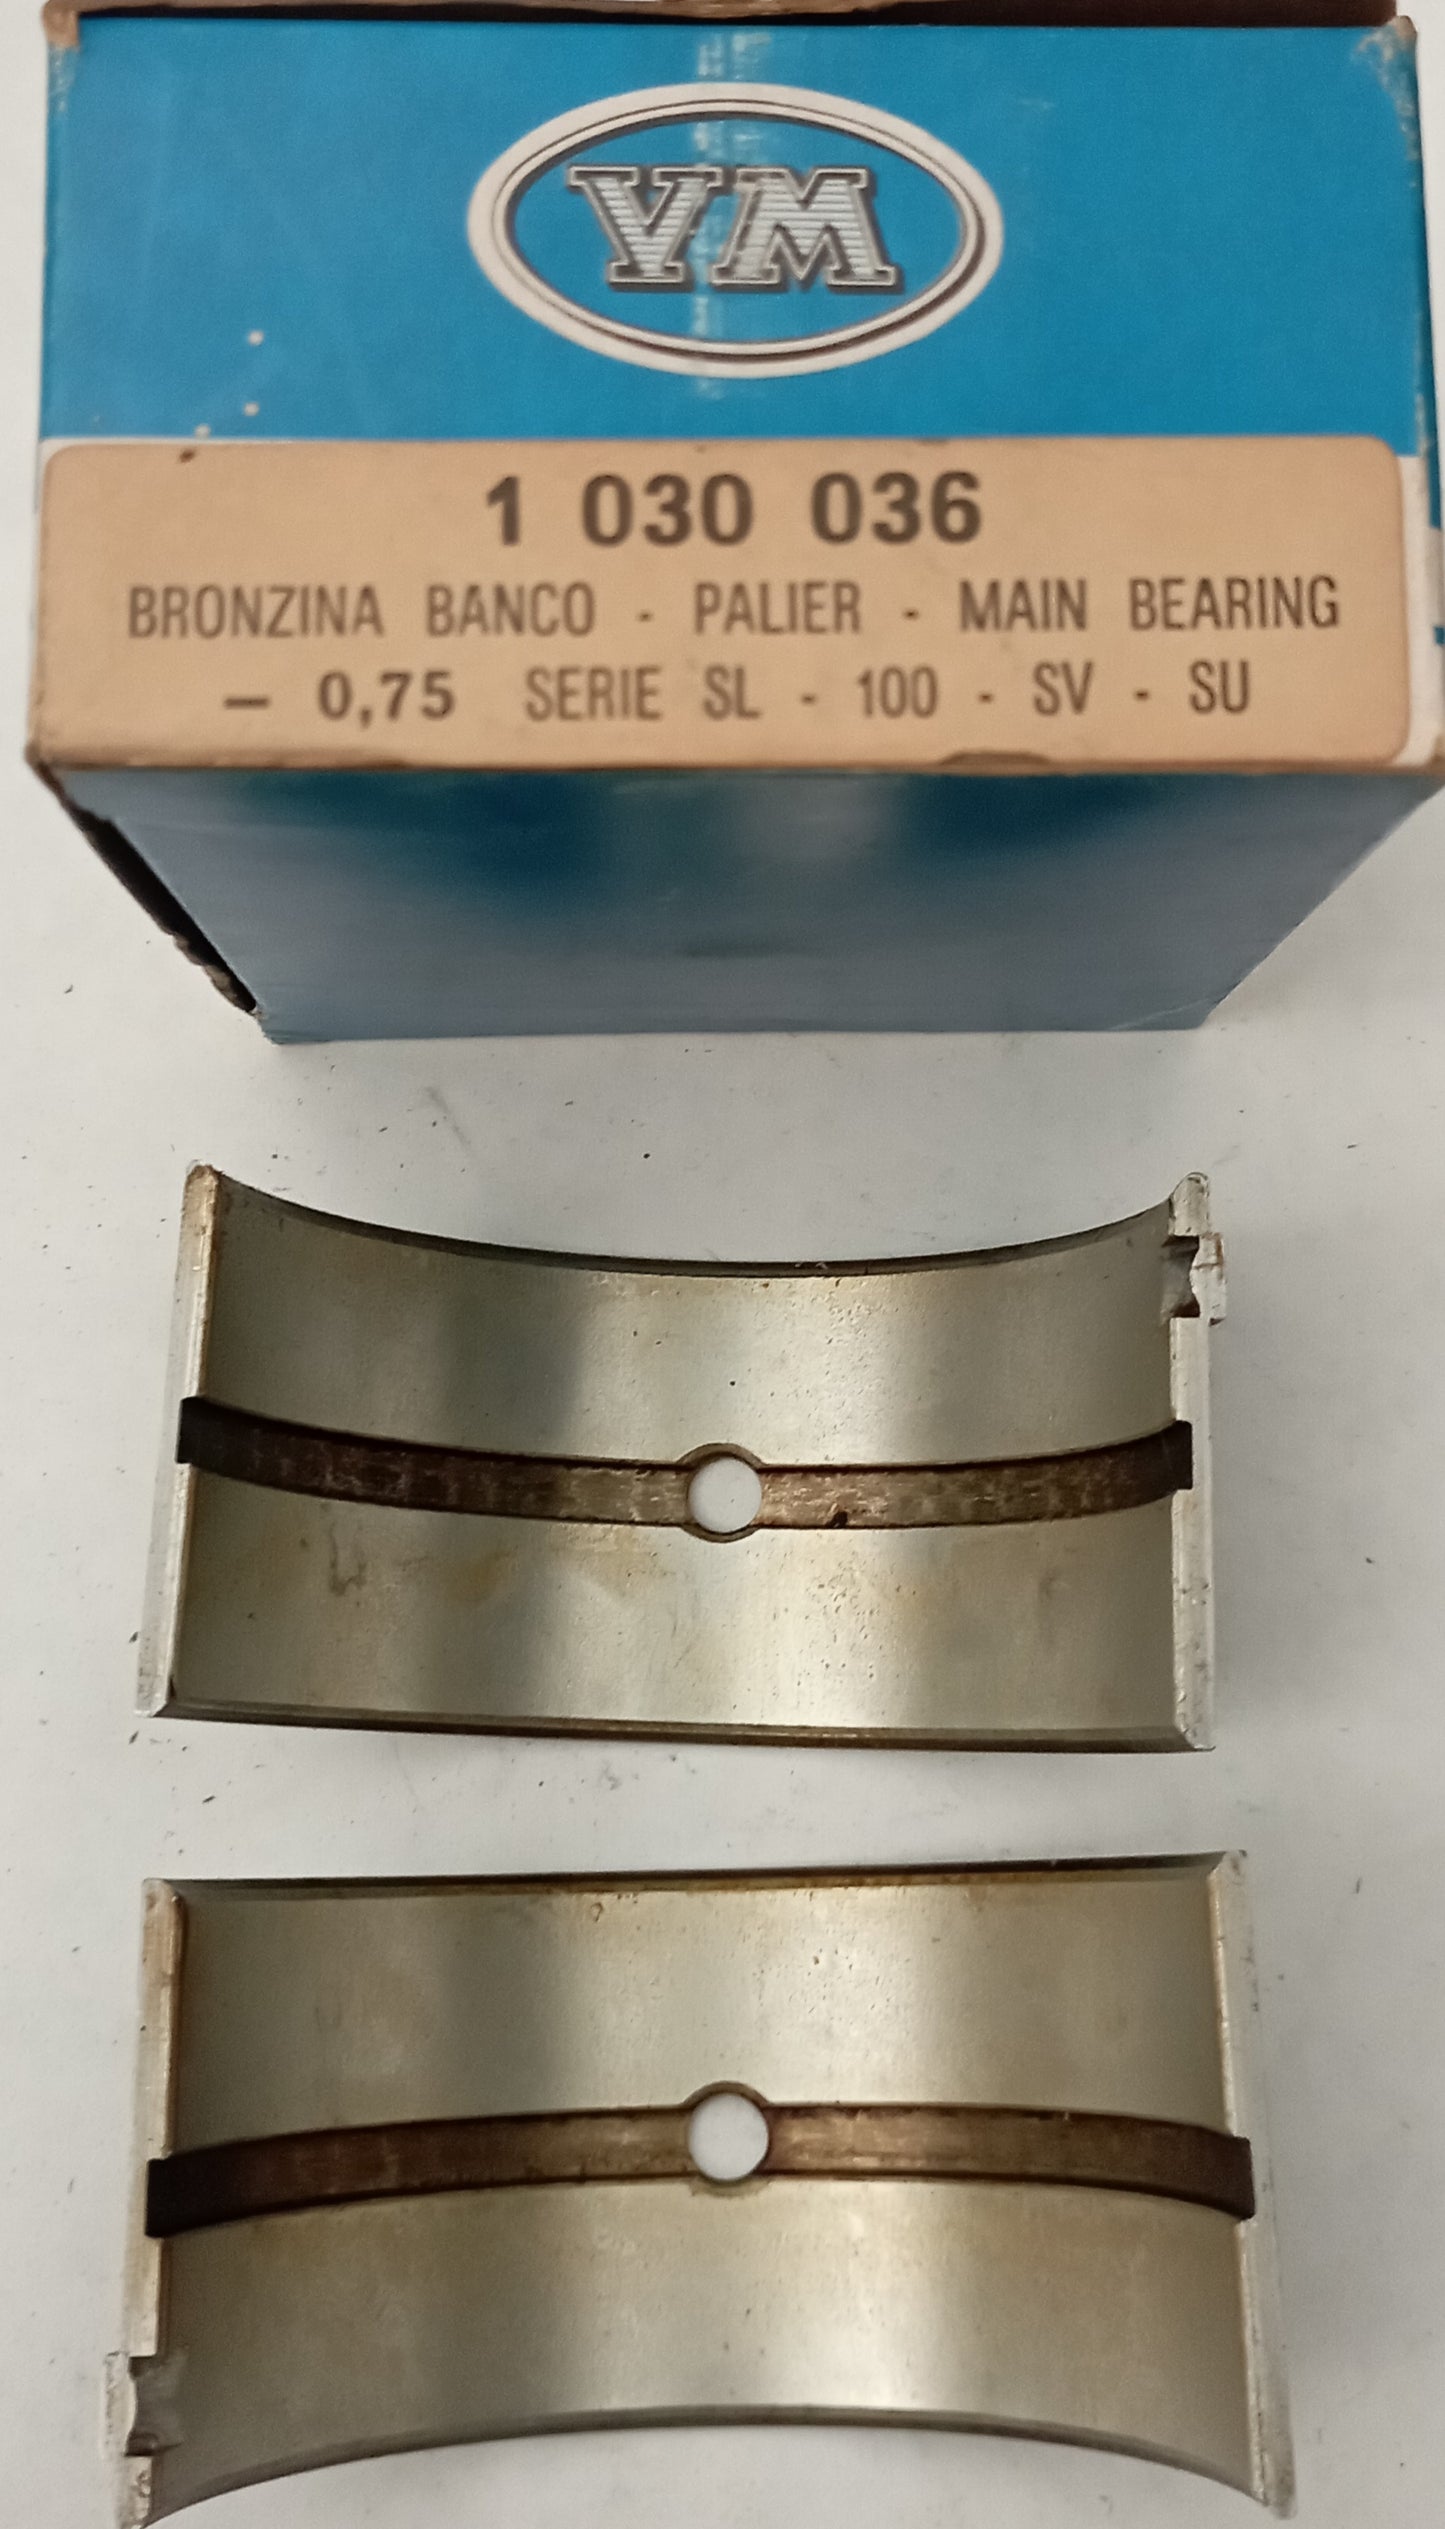 VM
1 030 036
BRONZINA BANCO - PALIER - MAIN BEARING
- 0,75 SERIE SL - 100 - SV - SU